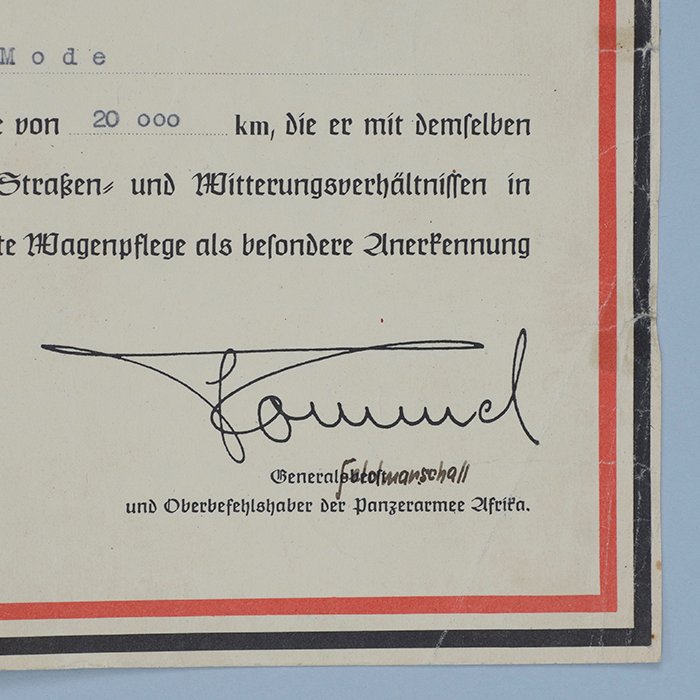 Mode
e von 20 000 km, die er mit demselben
Straßen- und Witterungsverhältnissen in
te Wagenpflege als besondere Anerkennung
Rommel
Generalfeldmarschall
und Oberbefehlshaber der Panzerarmee Afrika.